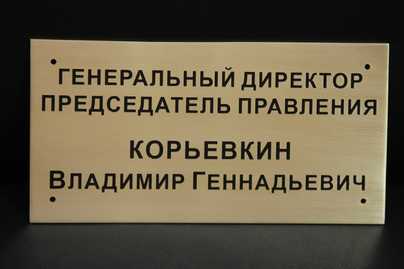 ГЕНЕРАЛЬНЫЙ ДИРЕКТОР
ПРЕДСЕДАТЕЛЬ ПРАВЛЕНИЯ
КОРЬЕВКИН
ВЛАДИМИР ГЕННАДЬЕВИЧ